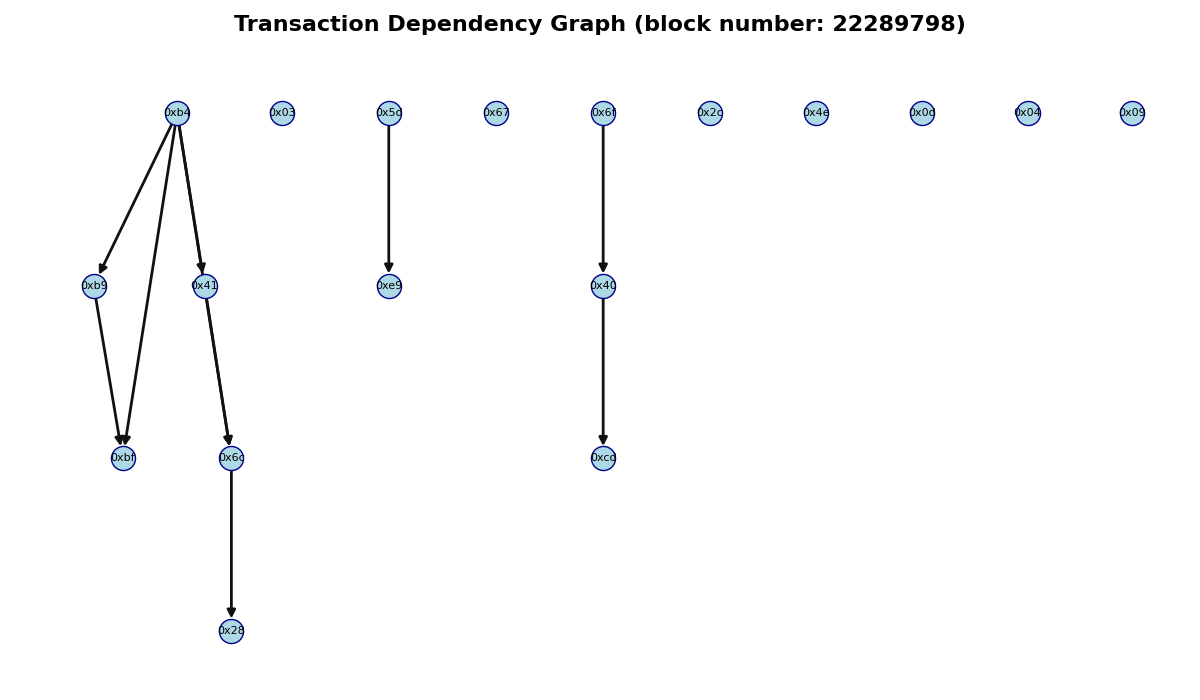 Transaction Dependency Graph (block number: 22289798)
0xb4 0x03 0x5d 0x67 0x6f 0x2c 0x4e 0x0d 0x04 0x09
0xb9 0x41 0xe9 0x40
0xbf 0x6c
0x28